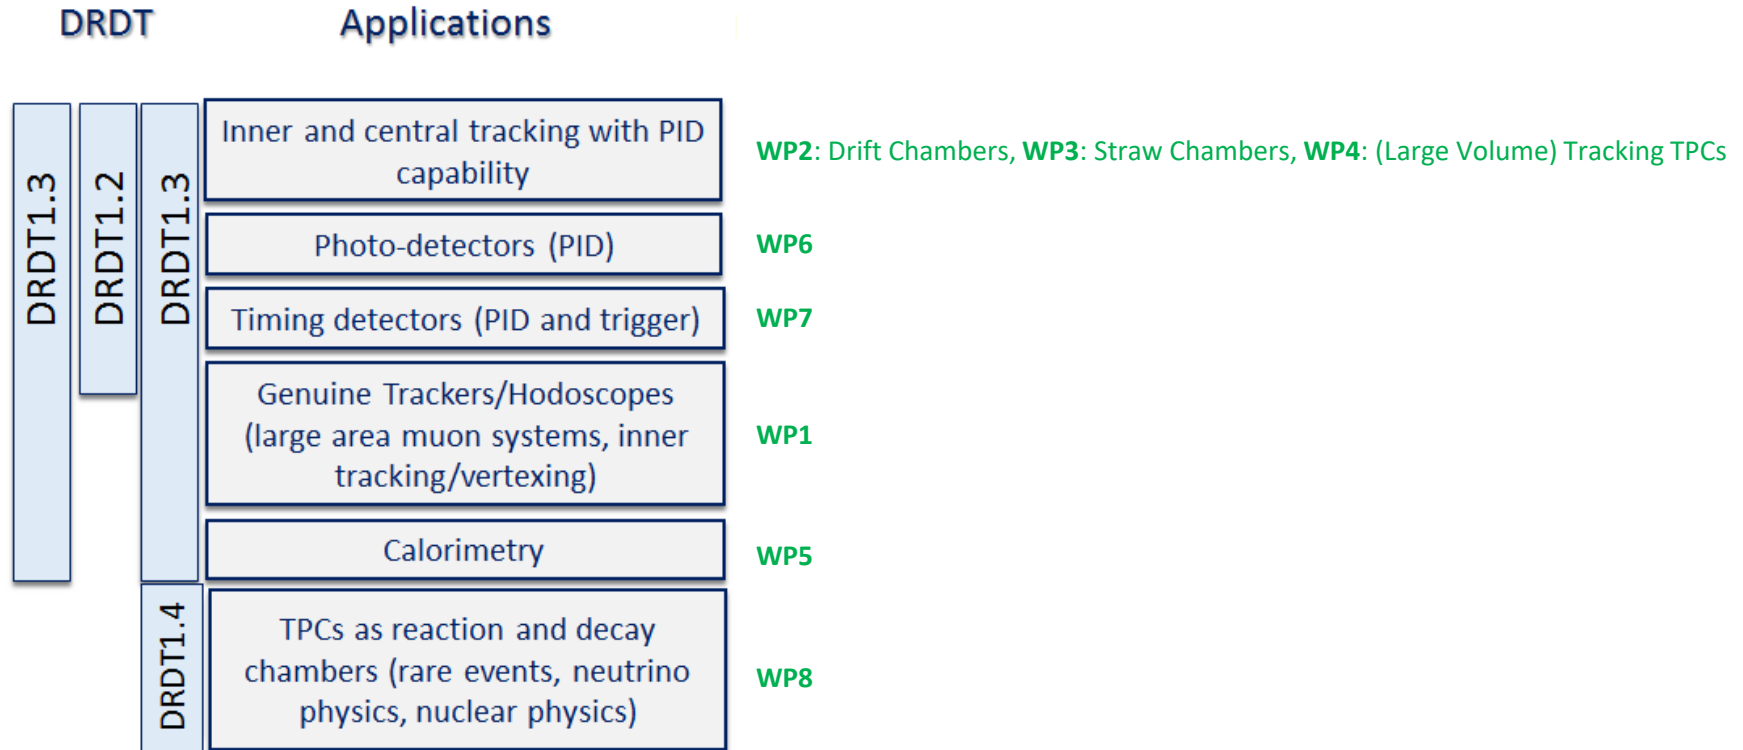 DRDT Applications
DRDT1.3
DRDT1.2
DRDT1.3
Inner and central tracking with PID
capability
WP2: Drift Chambers, WP3: Straw Chambers, WP4: (Large Volume) Tracking TPCs
Photo-detectors (PID)
WP6
Timing detectors (PID and trigger)
WP7
Genuine Trackers/Hodoscopes
(large area muon systems, inner
tracking/vertexing)
WP1
Calorimetry
WP5
DRDT1.4
TPCs as reaction and decay
chambers (rare events, neutrino
physics, nuclear physics)
WP8